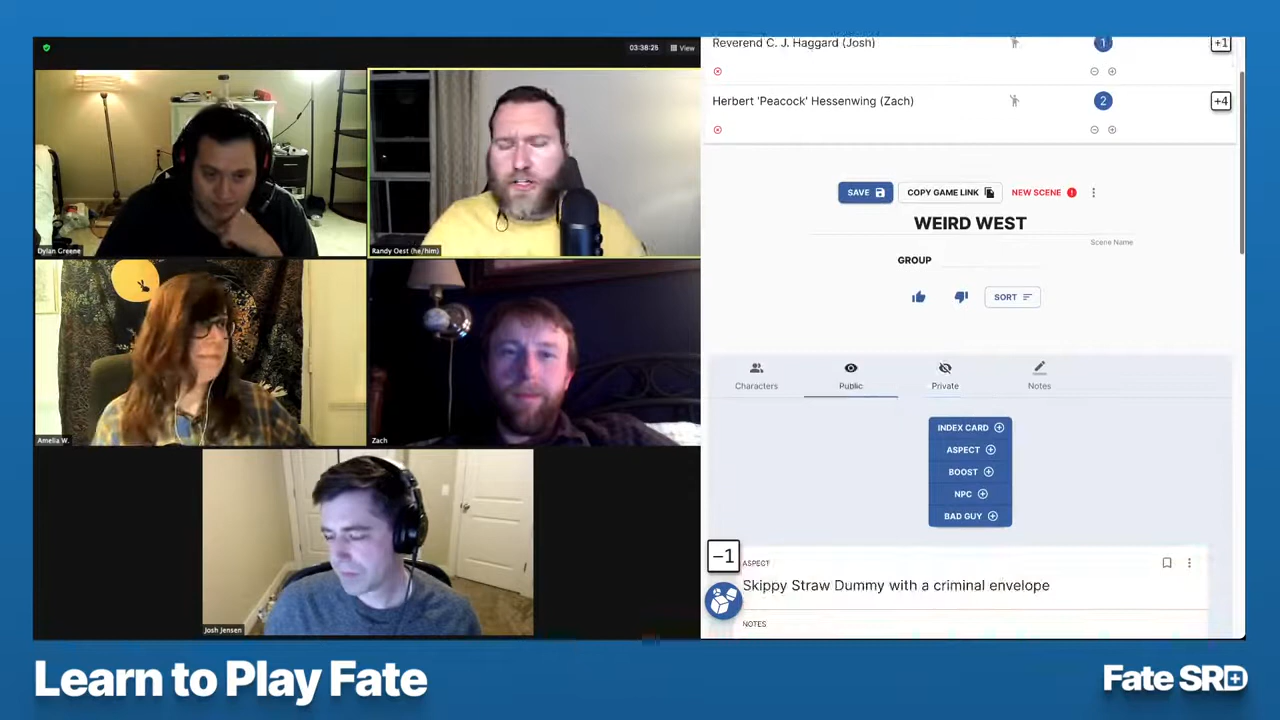 03:38:25
View
Dylan Greene
Randy Oest (he/him)
Amelia W.
Zach
Josh Jensen
Reverend C. J. Haggard (Josh)
1
+1
Herbert 'Peacock' Hessenwing (Zach)
2
+4
SAVE
COPY GAME LINK
NEW SCENE
WEIRD WEST
Scene Name
GROUP
SORT
Characters
Public
Private
Notes
INDEX CARD
ASPECT
BOOST
NPC
BAD GUY
−1
ASPECT
Skippy Straw Dummy with a criminal envelope
NOTES
Learn to Play Fate
Fate SRD